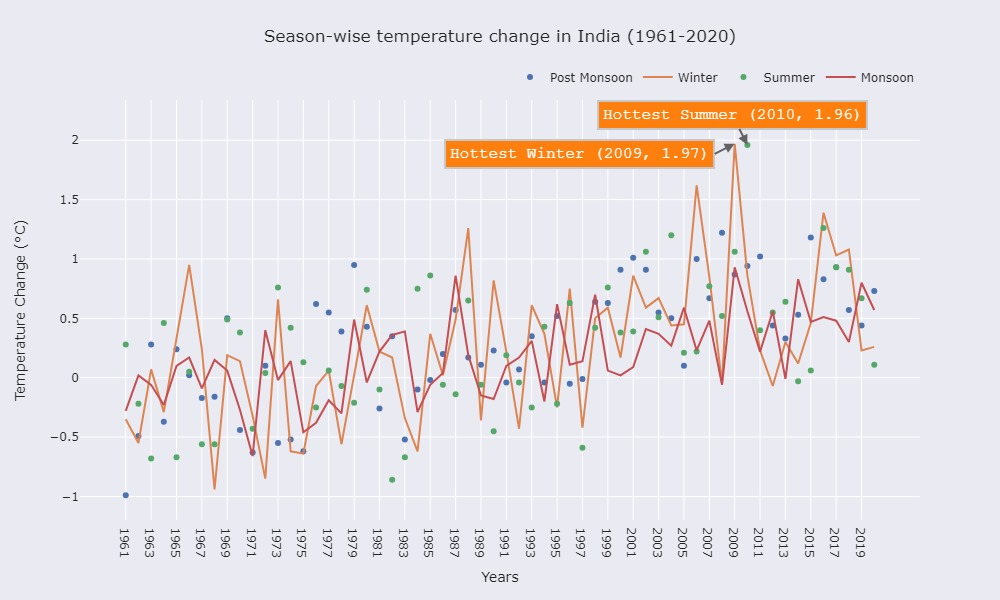 Season-wise temperature change in India (1961-2020)
Post Monsoon Winter Summer Monsoon
Hottest Summer (2010, 1.96)
Hottest Winter (2009, 1.97)
Temperature Change (°C)
2
1.5
1
0.5
0
−0.5
−1
1961 1963 1965 1967 1969 1971 1973 1975 1977 1979 1981 1983 1985 1987 1989 1991 1993 1995 1997 1999 2001 2003 2005 2007 2009 2011 2013 2015 2017 2019
Years